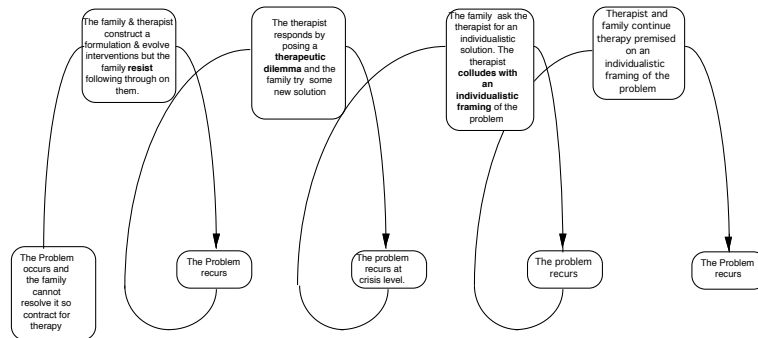 The family & therapist
construct a
formulation & evolve
interventions but the
family resist
following through on
them.
The therapist
responds by
posing a
therapeutic
dilemma and the
family try some
new solution
The family ask the
therapist for an
individualistic
solution. The
therapist
colludes with
an
individualistic
framing of the
problem
Therapist and
family continue
therapy premised
on an
individualistic
framing of the
problem
The Problem
occurs and
the family
cannot
resolve it so
contract for
therapy
The Problem
recurs
The problem
recurs at
crisis level.
The problem
recurs
The Problem
recurs